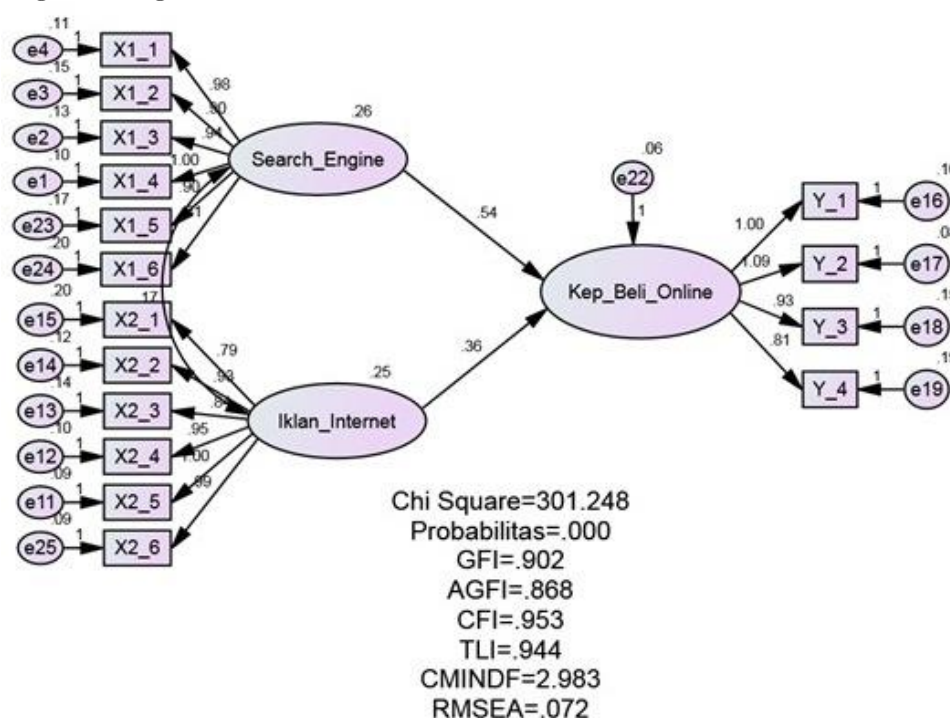 .11
e4 1 X1_1
.15
e3 1 X1_2
.13
e2 1 X1_3
.10
e1 1 X1_4
.17
e23 1 X1_5
.20
e24 1 X1_6
.20
e15 1 X2_1
.12
e14 1 X2_2
.14
e13 1 X2_3
.10
e12 1 X2_4
.09
e11 1 X2_5
.09
e25 1 X2_6
.98
.90
.94
1.00
.90
.17
.79
.93
.95
1.00
.99
.26
Search_Engine
.25
Iklan_Internet
.54
.36
.06
e22
1
Kep_Beli_Online
1.00
1.09
.93
.81
Y_1 1 e16
Y_2 1 e17
Y_3 1 e18
Y_4 1 e19
Chi Square=301.248
Probabilitas=.000
GFI=.902
AGFI=.868
CFI=.953
TLI=.944
CMINDF=2.983
RMSEA=.072